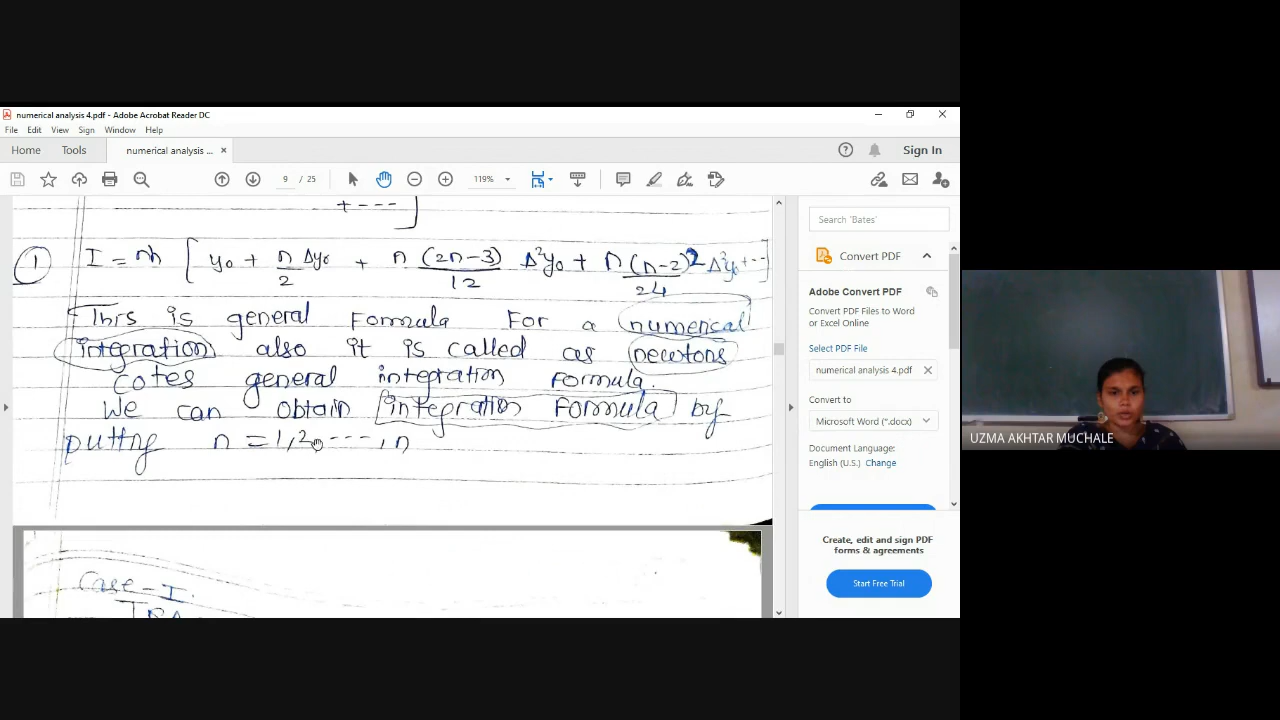 numerical analysis 4.pdf - Adobe Acrobat Reader DC
File Edit View Window Help
Home Tools numerical analysis ... × Sign In
9 / 25 119%
+ - - - ]
① I = nh [ y₀ + n/2 Δy₀ + n (2n-3)/12 Δ²y₀ + n (n-2)²/24 Δ³y₀ + -- ]
This is general Formula For a numerical
integration also it is called as newtons
cotes general integration formula.
We can obtain integration Formula by
putting n = 1, 2, - - - -, n
Case - I.
Search 'Bates'
Convert PDF
Adobe Convert PDF
Convert PDF Files to Word
or Excel Online
Select PDF File
numerical analysis 4.pdf ×
Convert to
Microsoft Word (*.docx)
Document Language:
English (U.S.) Change
Create, edit and sign PDF
forms & agreements
Start Free Trial
UZMA AKHTAR MUCHALE